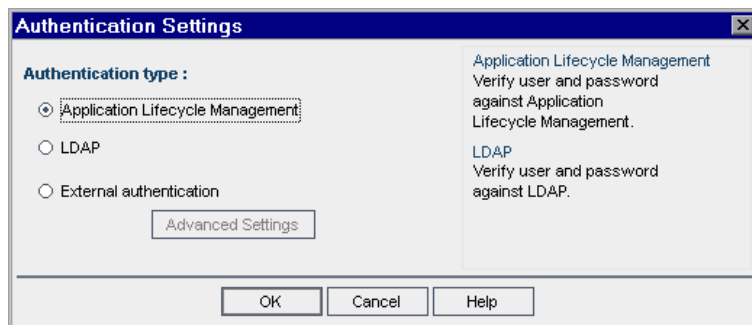 Authentication Settings
Authentication type :
Application Lifecycle Management
LDAP
External authentication
Advanced Settings
Application Lifecycle Management
Verify user and password
against Application
Lifecycle Management.
LDAP
Verify user and password
against LDAP.
OK
Cancel
Help